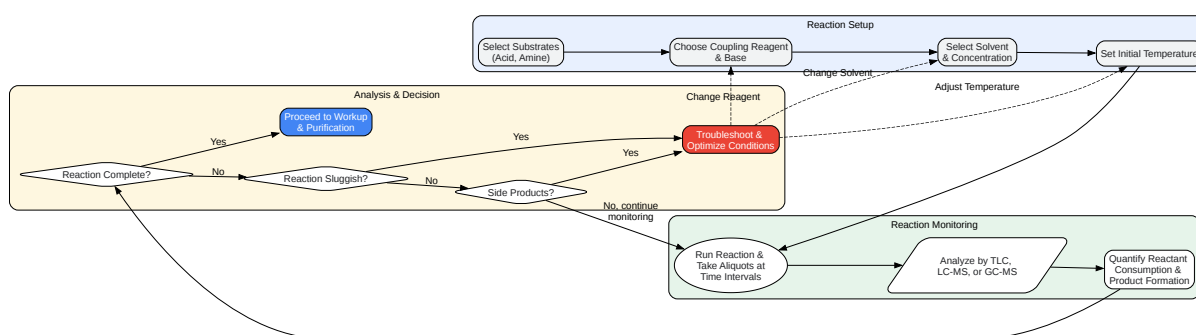 Reaction Setup
Select Substrates
(Acid, Amine)
Choose Coupling Reagent
& Base
Select Solvent
& Concentration
Set Initial Temperature
Change Solvent
Adjust Temperature
Change Reagent
Analysis & Decision
Proceed to Workup
& Purification
Troubleshoot &
Optimize Conditions
Yes
Yes
Yes
Reaction Complete?
No
Reaction Sluggish?
No
Side Products?
No, continue
monitoring
Reaction Monitoring
Run Reaction &
Take Aliquots at
Time Intervals
Analyze by TLC,
LC-MS, or GC-MS
Quantify Reactant
Consumption &
Product Formation